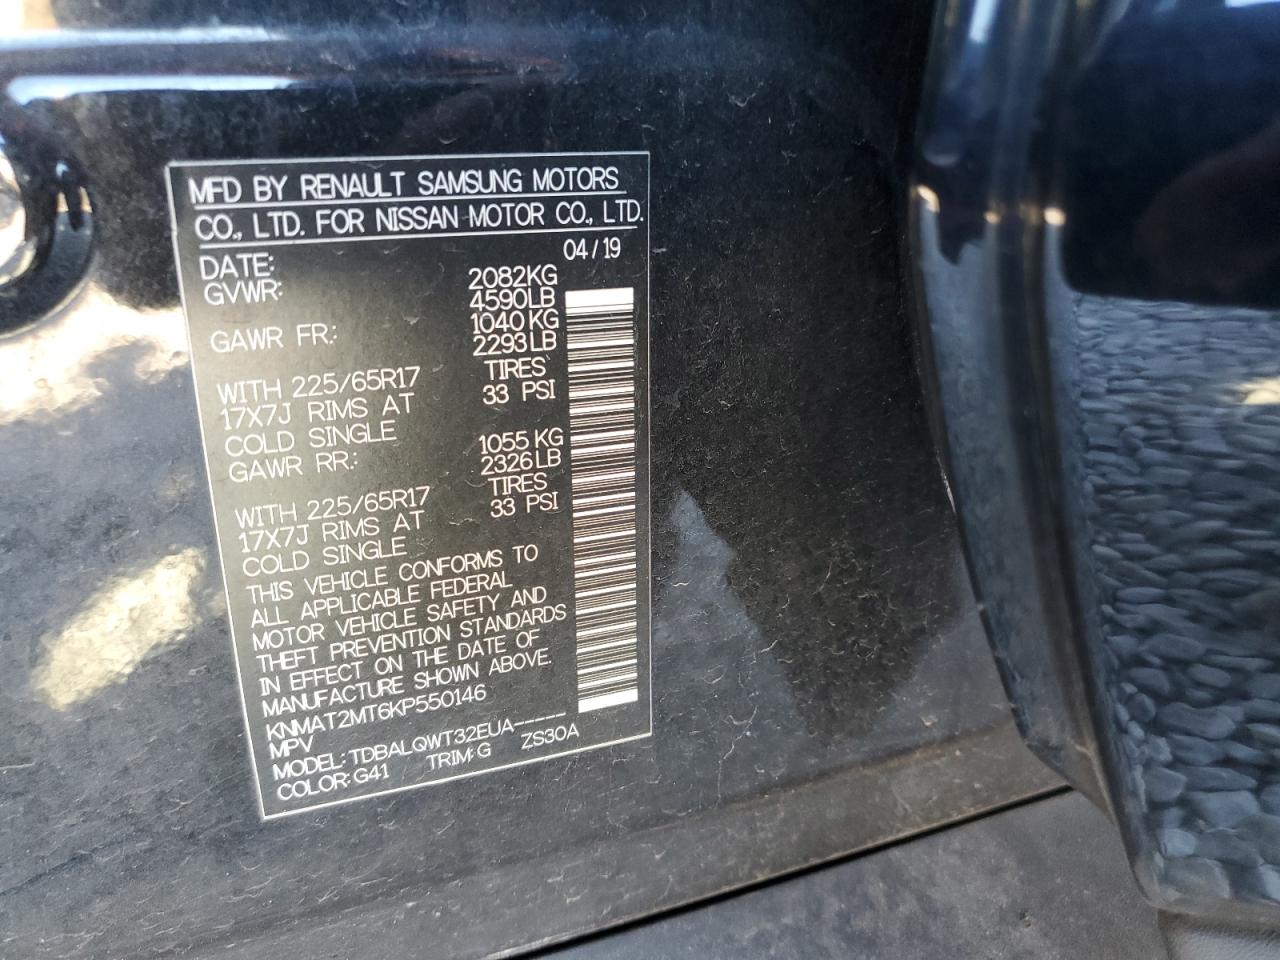 MFD BY RENAULT SAMSUNG MOTORS
CO., LTD. FOR NISSAN MOTOR CO., LTD.
DATE: 04/19
GVWR: 2082KG
4590LB
GAWR FR.: 1040KG
2293LB
WITH 225/65R17 TIRES
17X7J RIMS AT 33 PSI
COLD SINGLE
GAWR RR.: 1055KG
2326LB
WITH 225/65R17 TIRES
17X7J RIMS AT 33 PSI
COLD SINGLE
THIS VEHICLE CONFORMS TO
ALL APPLICABLE FEDERAL
MOTOR VEHICLE SAFETY AND
THEFT PREVENTION STANDARDS
IN EFFECT ON THE DATE OF
MANUFACTURE SHOWN ABOVE.
KNMAT2MT6KP550146
MPV
MODEL: TDBALQWT32EUA-----
COLOR: G41 TRIM: G ZS30A